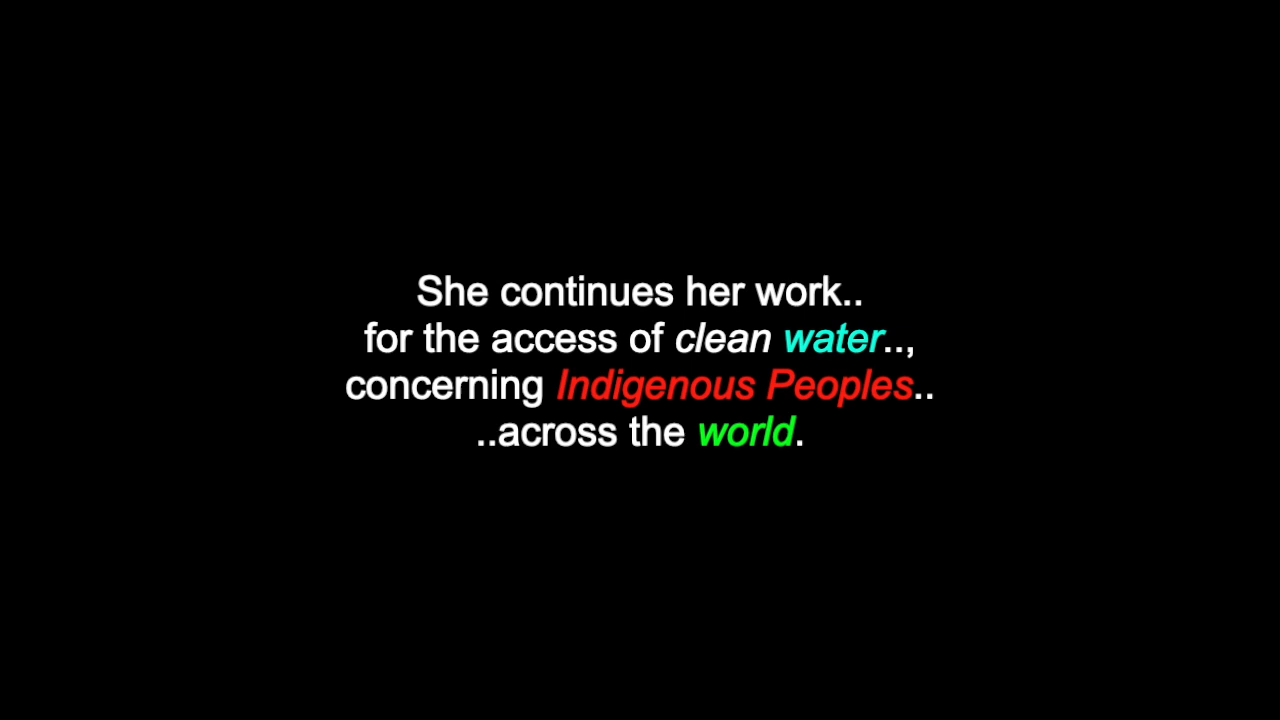 She continues her work..
for the access of clean water..,
concerning Indigenous Peoples..
..across the world.